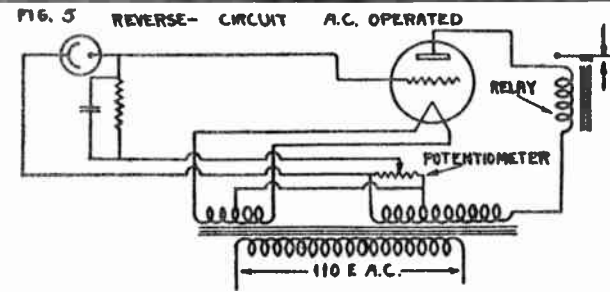 FIG. 5 REVERSE- CIRCUIT A.C. OPERATED
RELAY
POTENTIOMETER
110 E A.C.